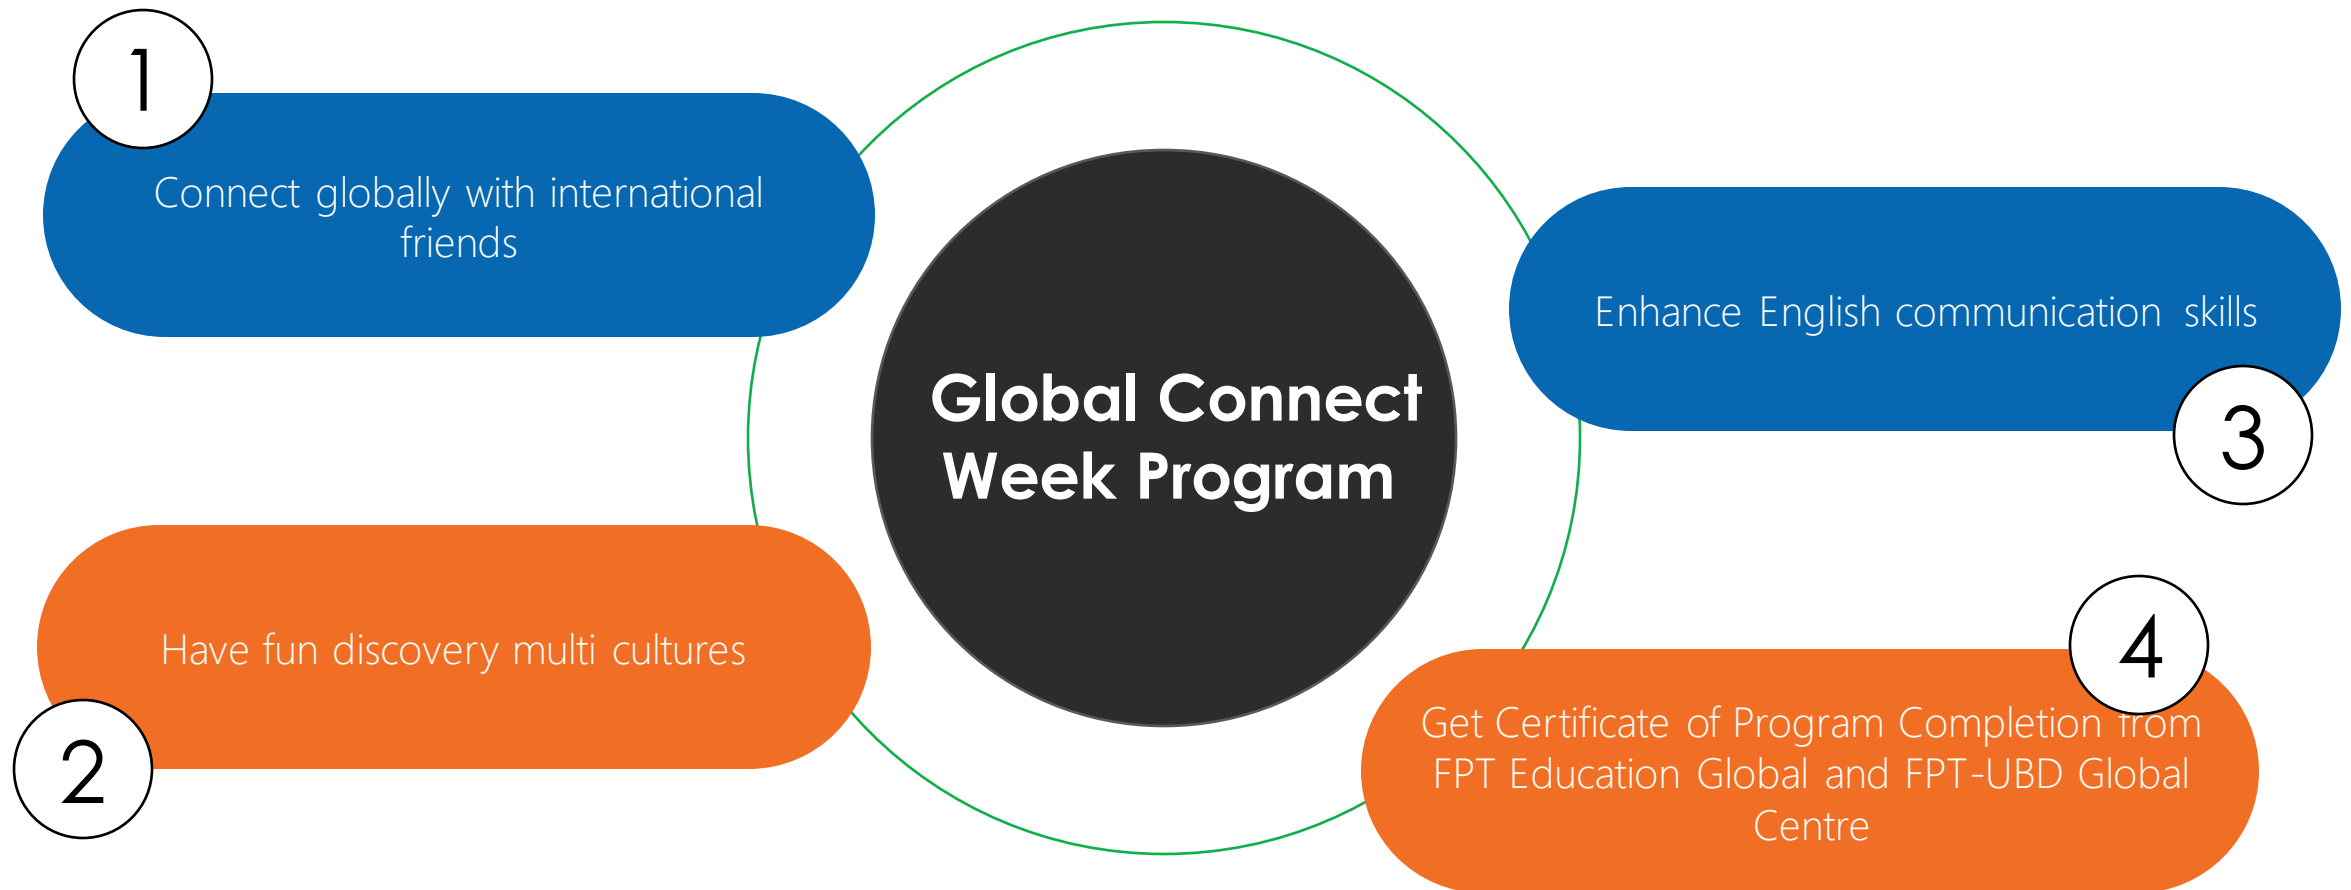 1
Connect globally with international
friends
2
Have fun discovery multi cultures
Global Connect
Week Program
3
Enhance English communication skills
4
Get Certificate of Program Completion from
FPT Education Global and FPT-UBD Global
Centre